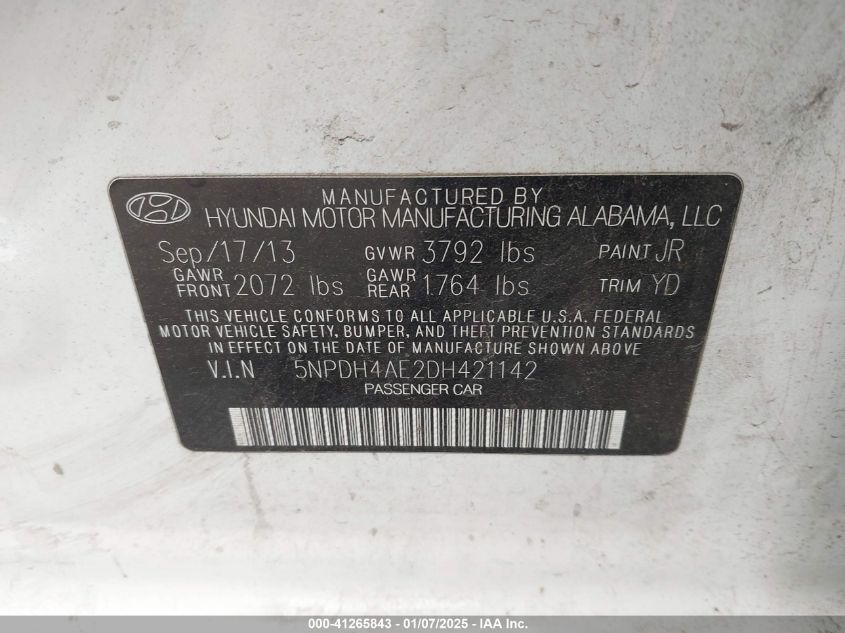 MANUFACTURED BY
HYUNDAI MOTOR MANUFACTURING ALABAMA, LLC
Sep/17/13 GVWR 3792 lbs PAINT JR
GAWR FRONT 2072 lbs GAWR REAR 1764 lbs TRIM YD
THIS VEHICLE CONFORMS TO ALL APPLICABLE U.S.A. FEDERAL
MOTOR VEHICLE SAFETY, BUMPER, AND THEFT PREVENTION STANDARDS
IN EFFECT ON THE DATE OF MANUFACTURE SHOWN ABOVE
V.I.N 5NPDH4AE2DH421142
PASSENGER CAR
000-41265843 - 01/07/2025 - IAA Inc.